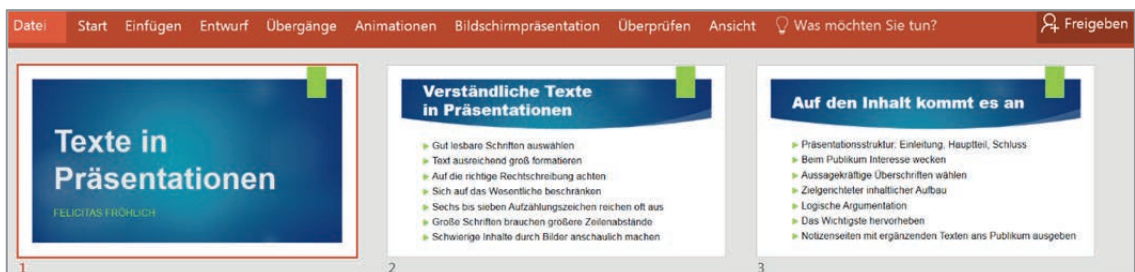 Datei Start Einfügen Entwurf Übergänge Animationen Bildschirmpräsentation Überprüfen Ansicht Was möchten Sie tun? Freigeben
Texte in
Präsentationen
FELICITAS FRÖHLICH
1
Verständliche Texte
in Präsentationen
Gut lesbare Schriften auswählen
Text ausreichend groß formatieren
Auf die richtige Rechtschreibung achten
Sich auf das Wesentliche beschränken
Sechs bis sieben Aufzählungszeichen reichen oft aus
Große Schriften brauchen größere Zeilenabstände
Schwierige Inhalte durch Bilder anschaulich machen
2
Auf den Inhalt kommt es an
Präsentationsstruktur: Einleitung, Hauptteil, Schluss
Beim Publikum Interesse wecken
Aussagekräftige Überschriften wählen
Zielgerichteter inhaltlicher Aufbau
Logische Argumentation
Das Wichtigste hervorheben
Notizenseiten mit ergänzenden Texten ans Publikum ausgeben
3